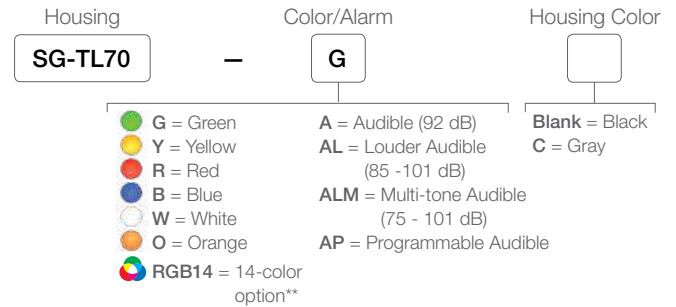 Housing Color/Alarm Housing Color
SG-TL70 – G
G = Green
Y = Yellow
R = Red
B = Blue
W = White
O = Orange
RGB14 = 14-color
option**
A = Audible (92 dB)
AL = Louder Audible
(85 -101 dB)
ALM = Multi-tone Audible
(75 - 101 dB)
AP = Programmable Audible
Blank = Black
C = Gray